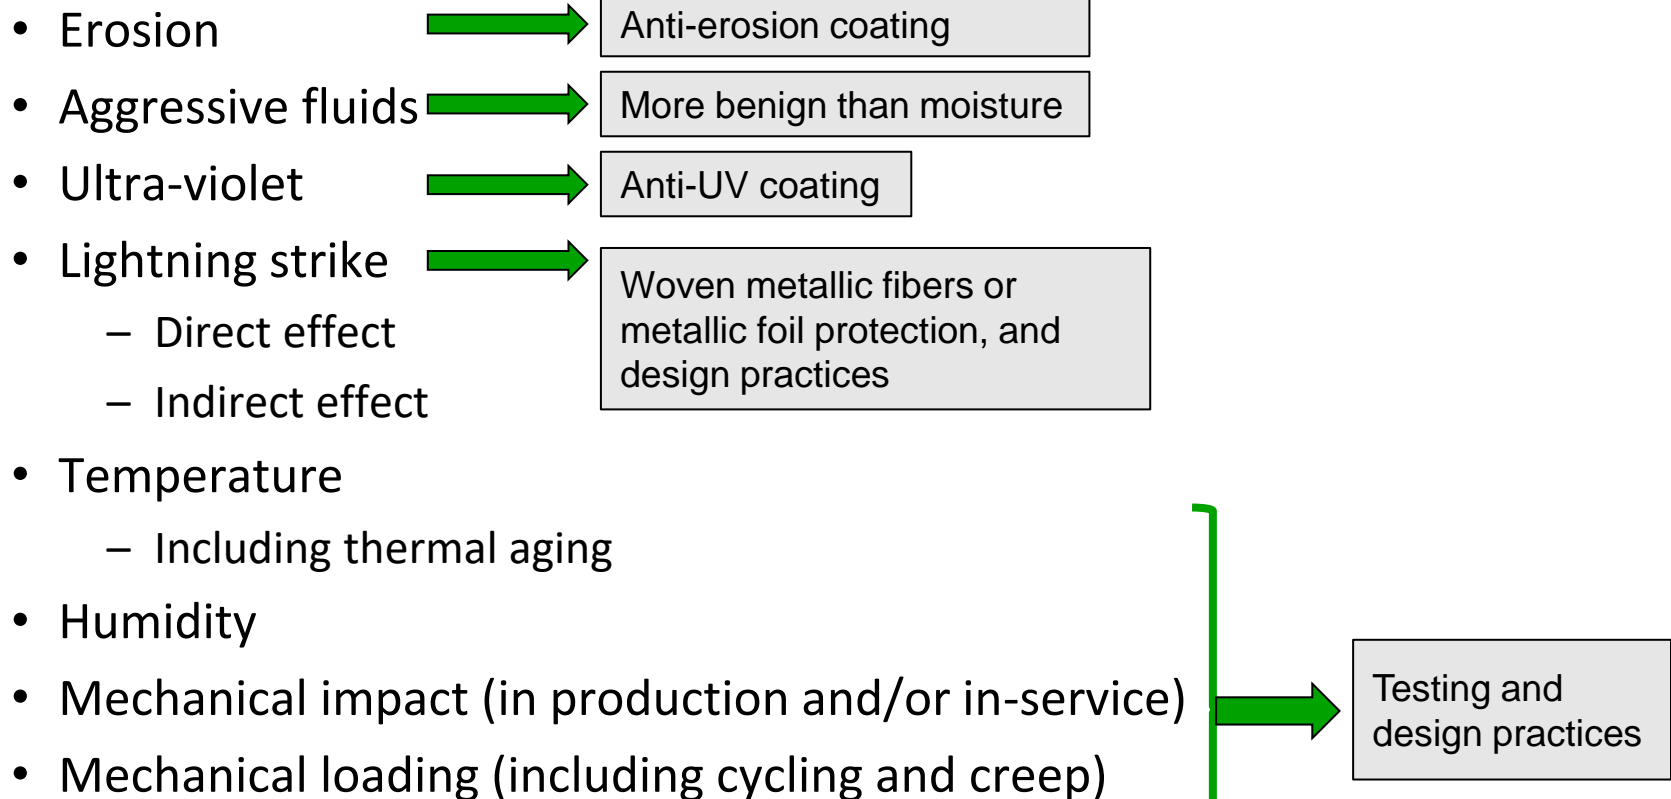 • Erosion
Anti-erosion coating
• Aggressive fluids
More benign than moisture
• Ultra-violet
Anti-UV coating
• Lightning strike
– Direct effect
– Indirect effect
Woven metallic fibers or
metallic foil protection, and
design practices
• Temperature
– Including thermal aging
• Humidity
• Mechanical impact (in production and/or in-service)
• Mechanical loading (including cycling and creep)
Testing and
design practices